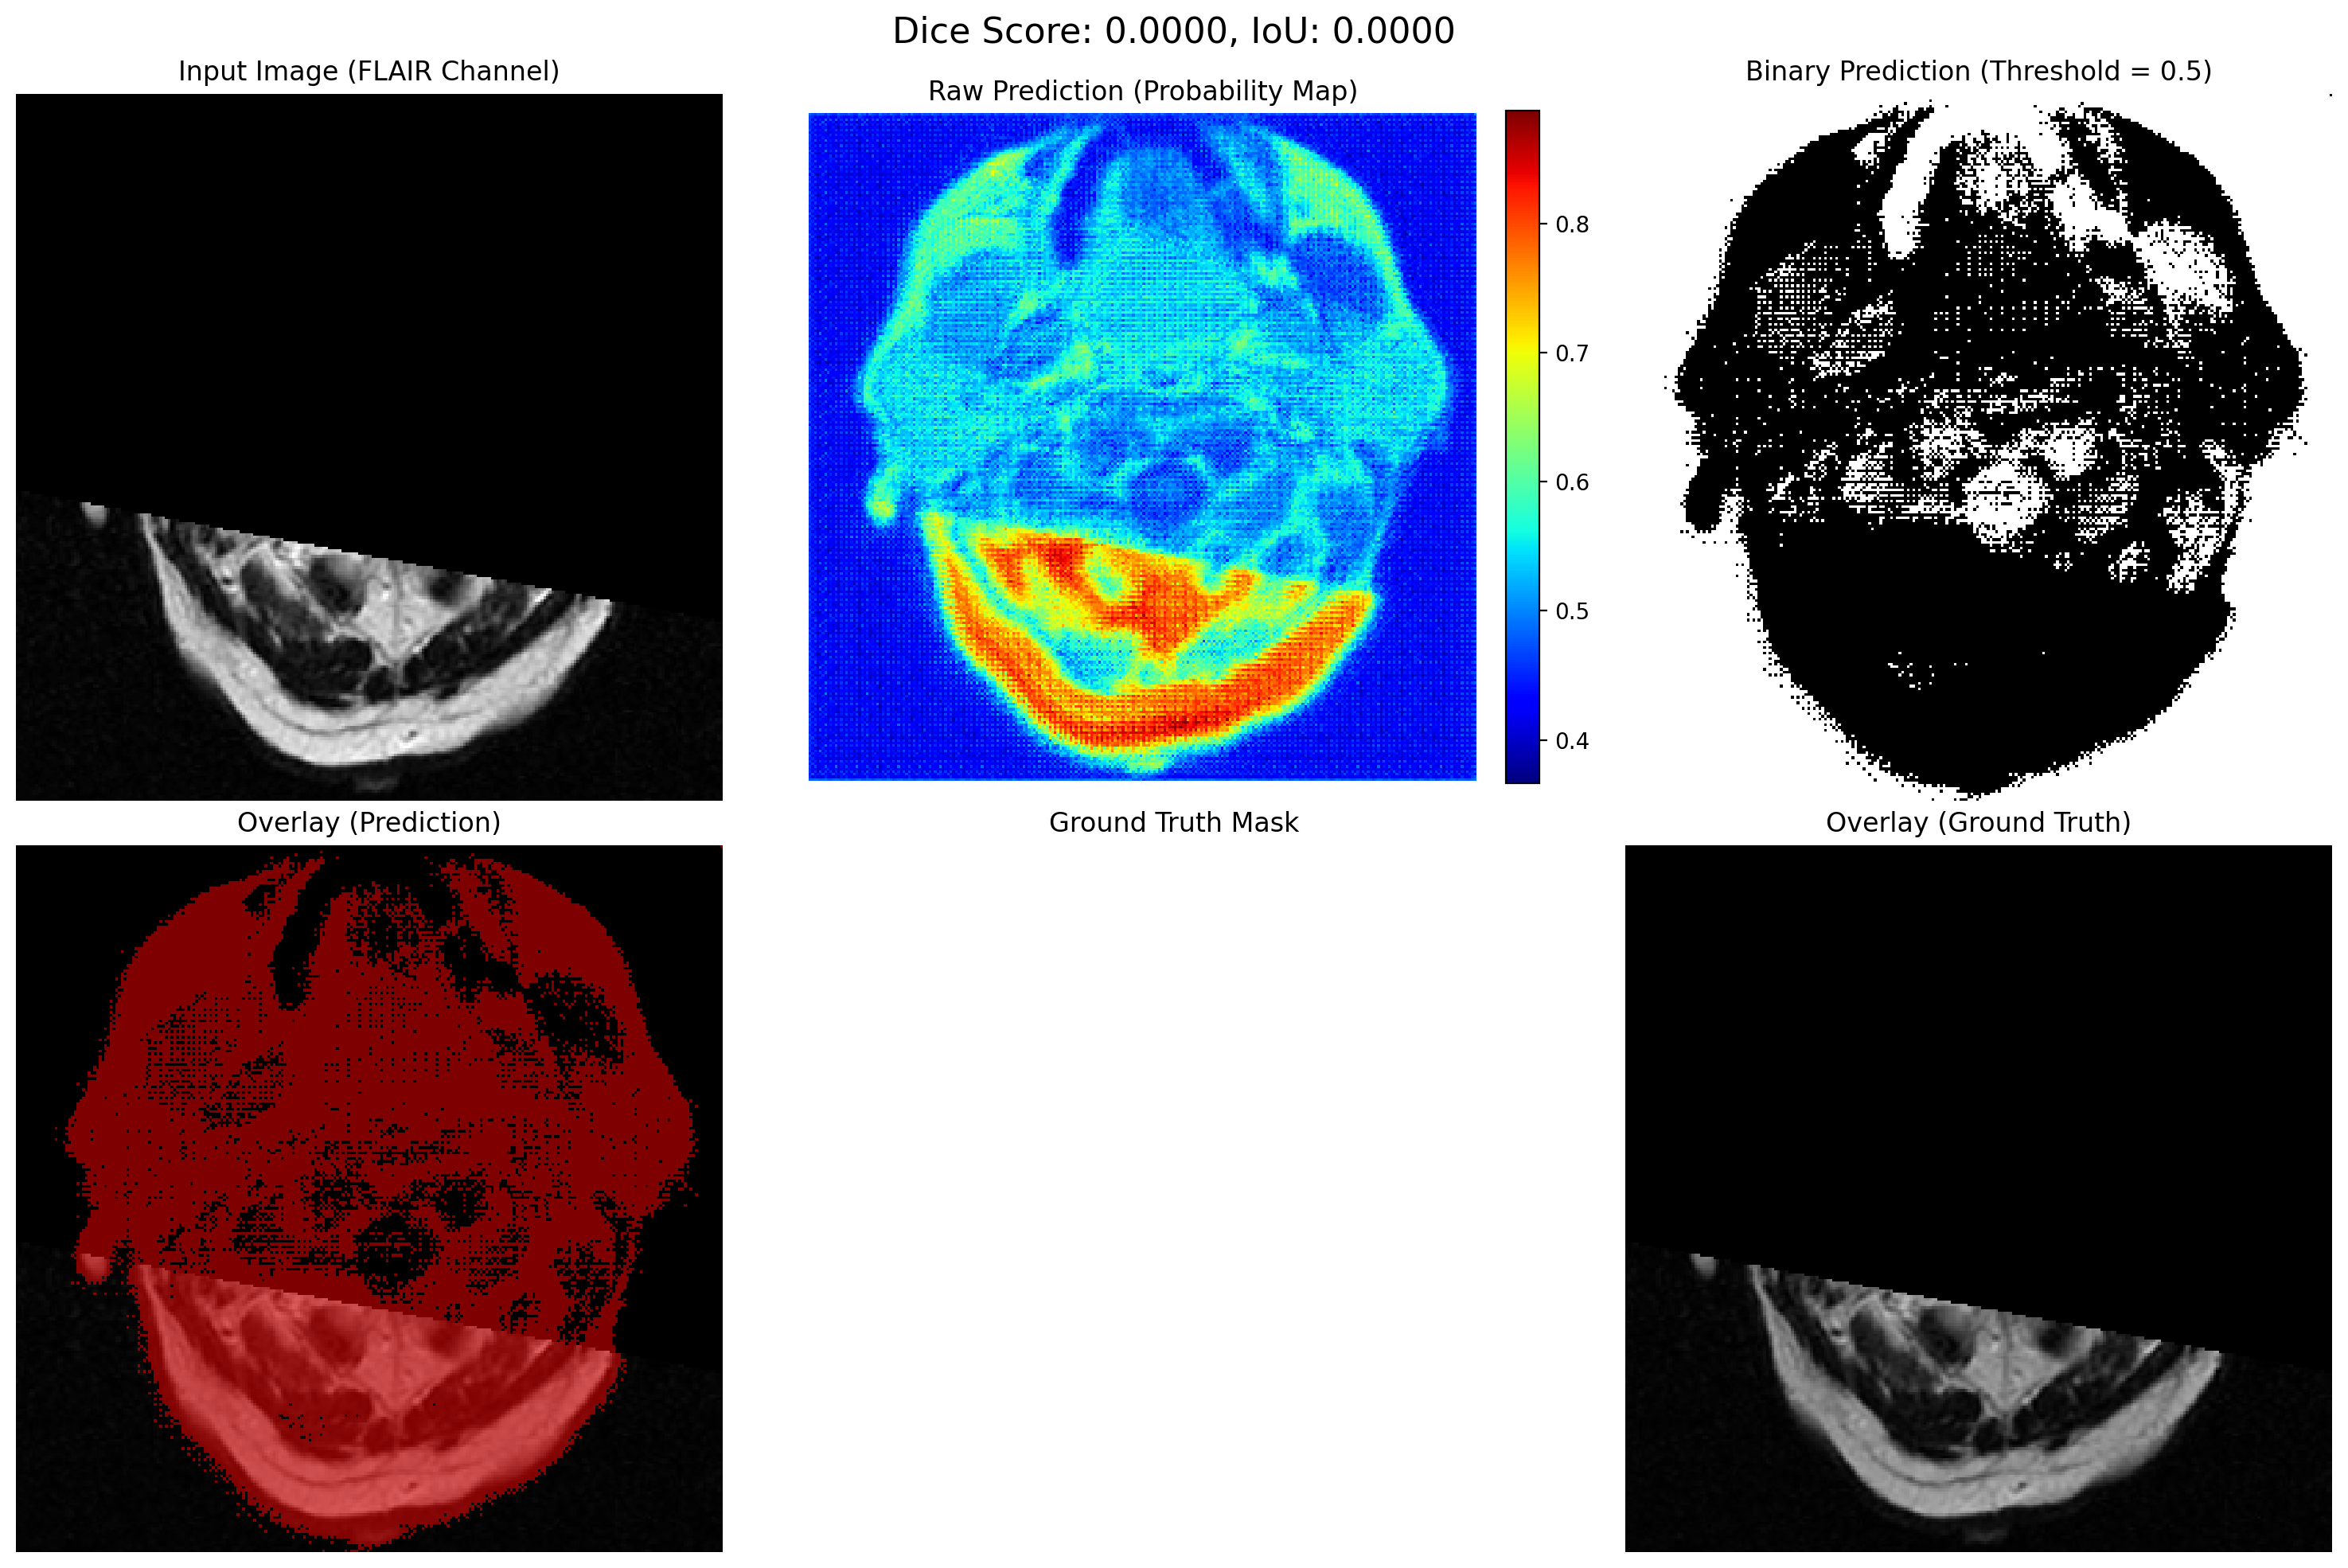 Dice Score: 0.0000, IoU: 0.0000
Input Image (FLAIR Channel)
Raw Prediction (Probability Map)
Binary Prediction (Threshold = 0.5)
0.8
0.7
0.6
0.5
0.4
Overlay (Prediction)
Ground Truth Mask
Overlay (Ground Truth)